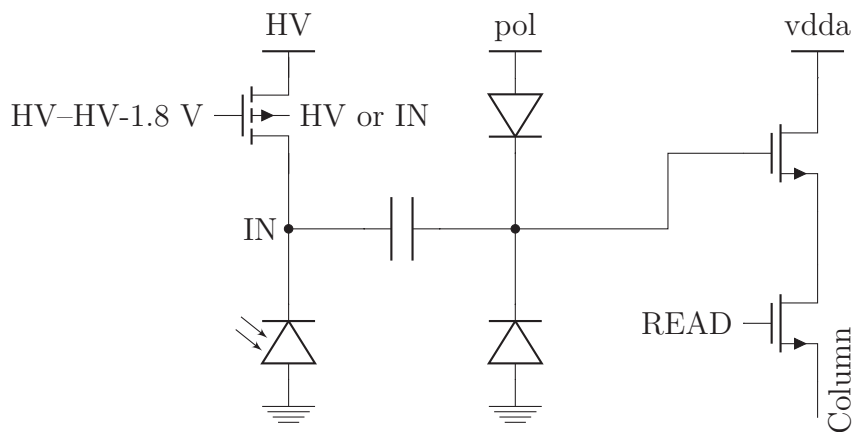 HV
pol
vdda
HV–HV-1.8 V
HV or IN
IN
READ
Column